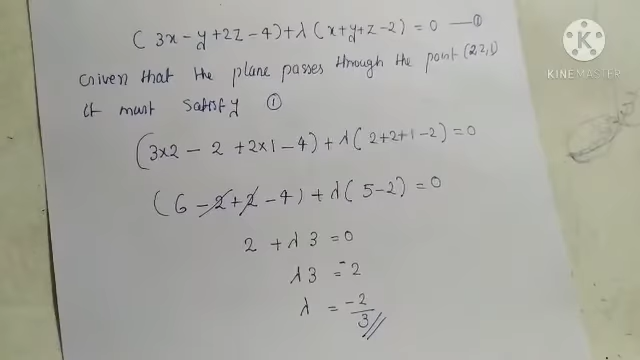 ( 3x - y + 2z - 4) + λ ( x + y + z - 2) = 0 — ①
Given that the plane passes through the point (2 2, 1)
it must satisfy ①
(3×2 - 2 + 2×1 - 4) + λ ( 2+2+1-2) = 0
( 6 - 2 + 2 - 4) + λ ( 5-2) = 0
2 + λ 3 = 0
λ 3 = -2
λ = -2/3 //
KINEMASTER